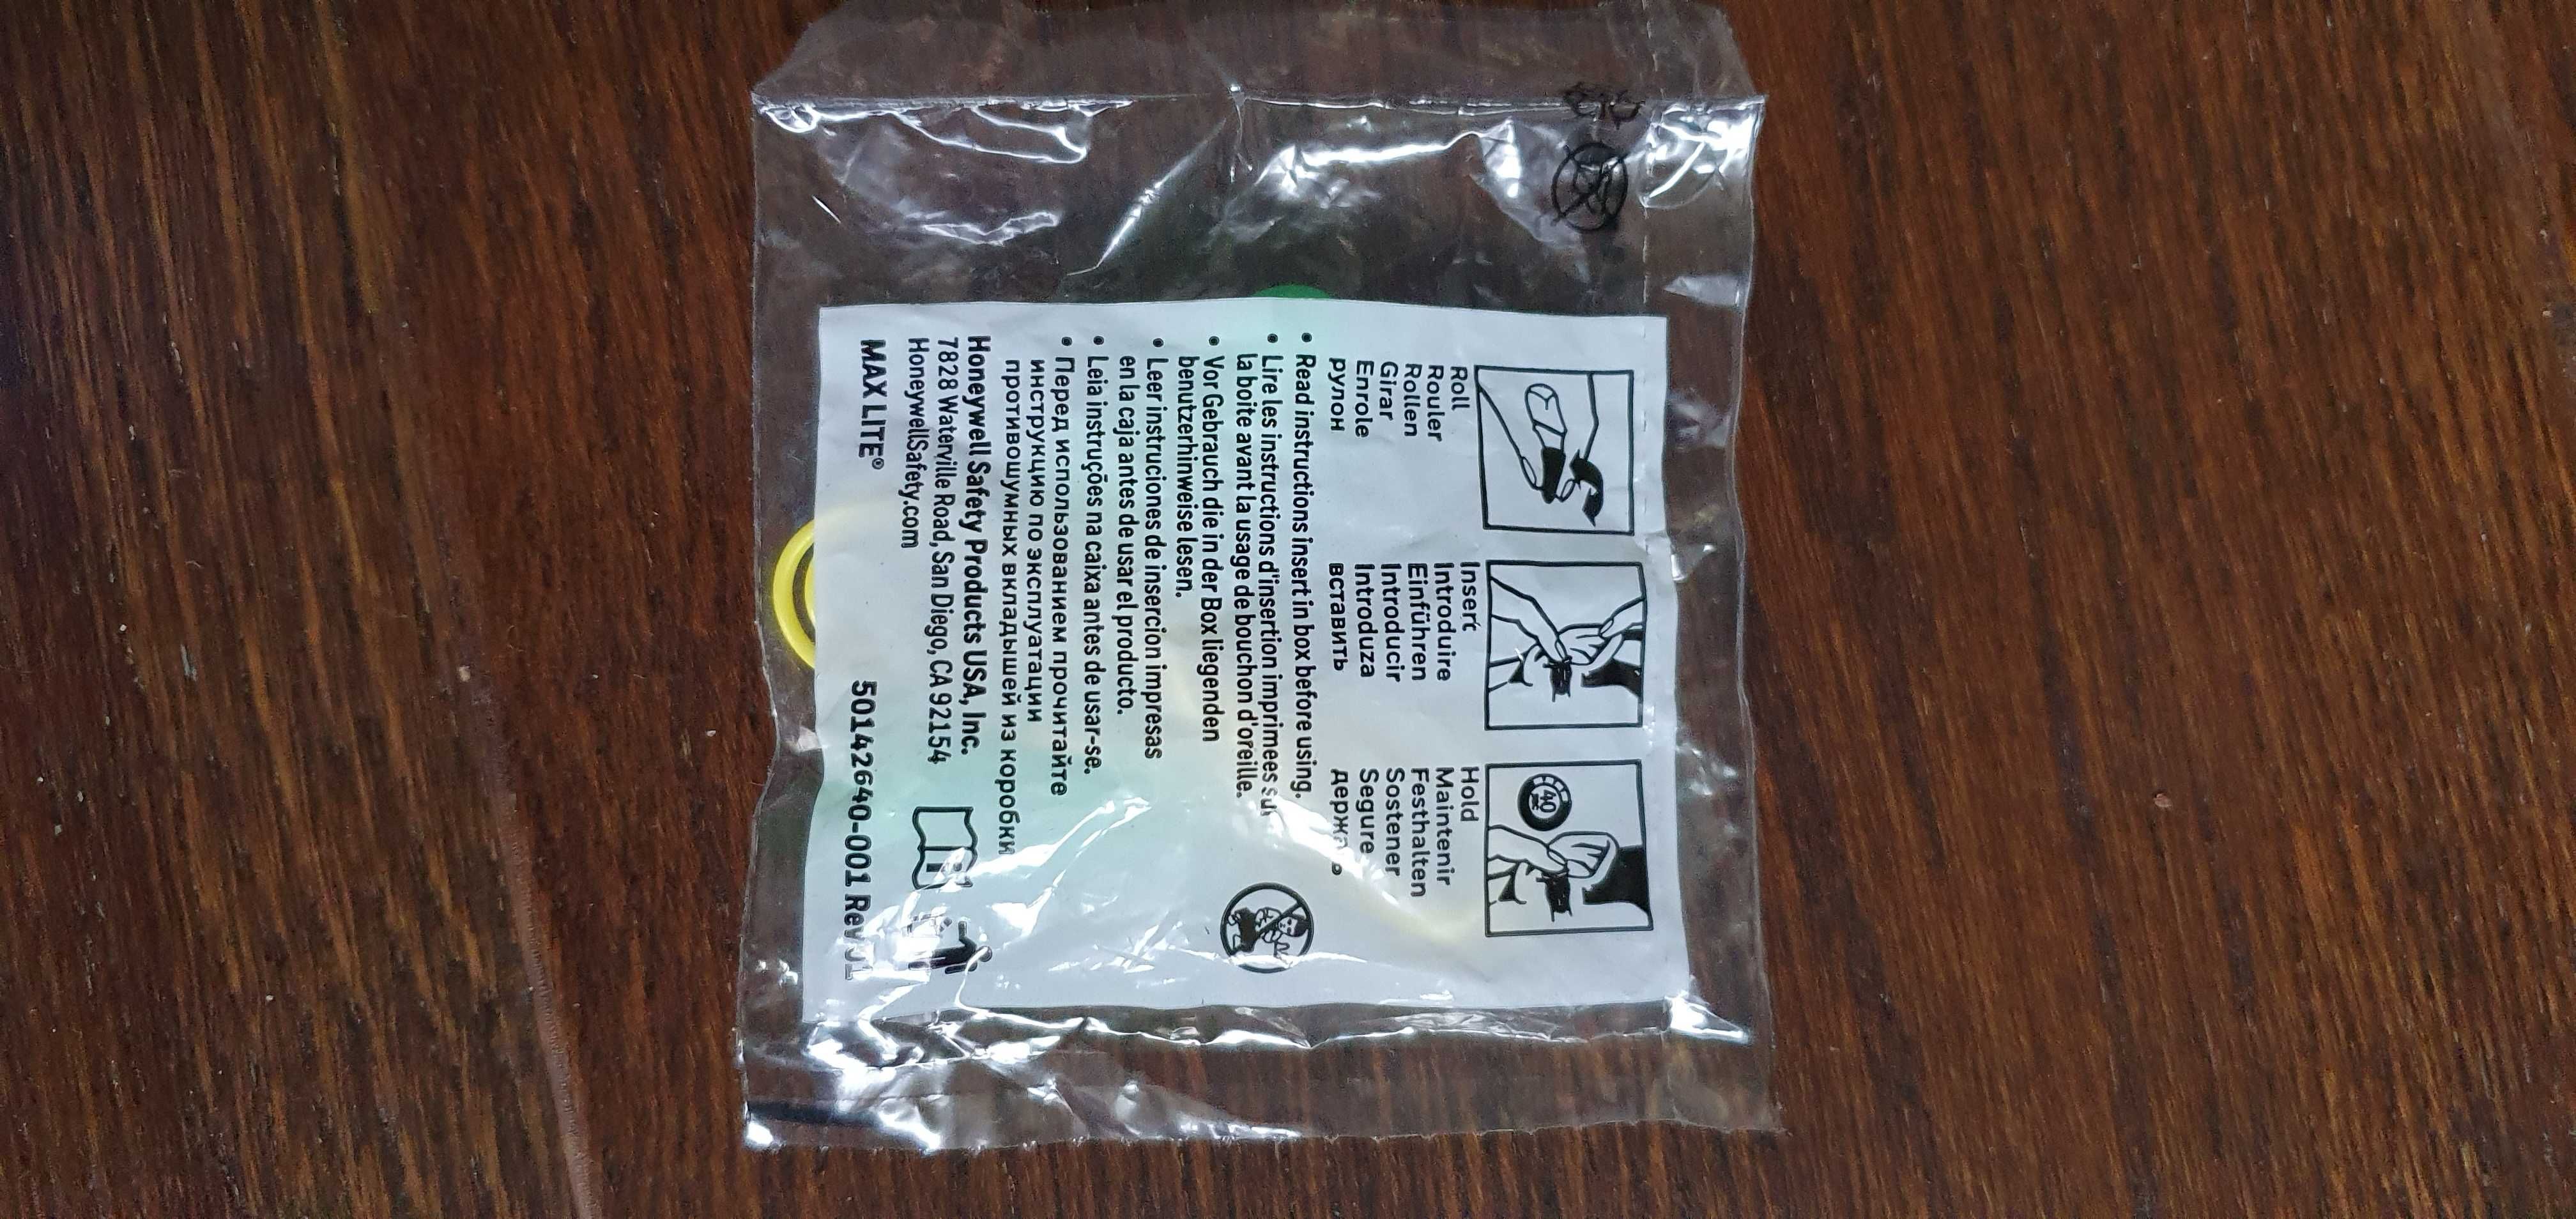 Roll
Rouler
Rollen
Girar
Enrole
рулон
Insert
Introduire
Einführen
Introducir
Introduza
вставить
40
Hold
Maintenir
Festhalten
Sostener
Segure
• Read instructions insert in box before using.
• Lire les instructions d'insertion imprimees sur
la boite avant la usage de bouchon d'oreille.
• Vor Gebrauch die in der Box liegenden
benutzerhinweise lesen.
• Leer instruciones de insercion impresas
en la caja antes de usar el producto.
• Leia instruções na caixa antes de usar-se.
• Перед использованием прочитайте
инструкцию по эксплуатации
противошумных вкладышей из коробки
Honeywell Safety Products USA, Inc.
7828 Waterville Road, San Diego, CA 92154
HoneywellSafety.com
MAX LITE® 50142640-001 Rev 01